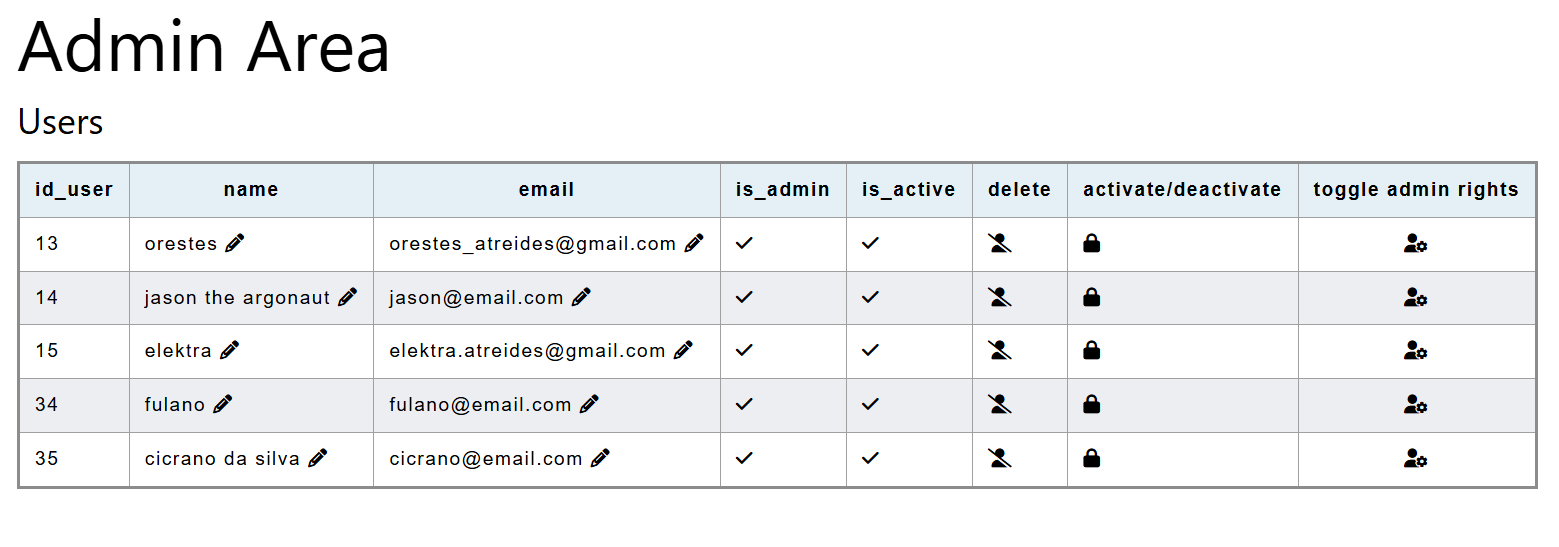 Admin Area
Users
id_user name email is_admin is_active delete activate/deactivate toggle admin rights
13 orestes orestes_atreides@gmail.com
14 jason the argonaut jason@email.com
15 elektra elektra.atreides@gmail.com
34 fulano fulano@email.com
35 cicrano da silva cicrano@email.com